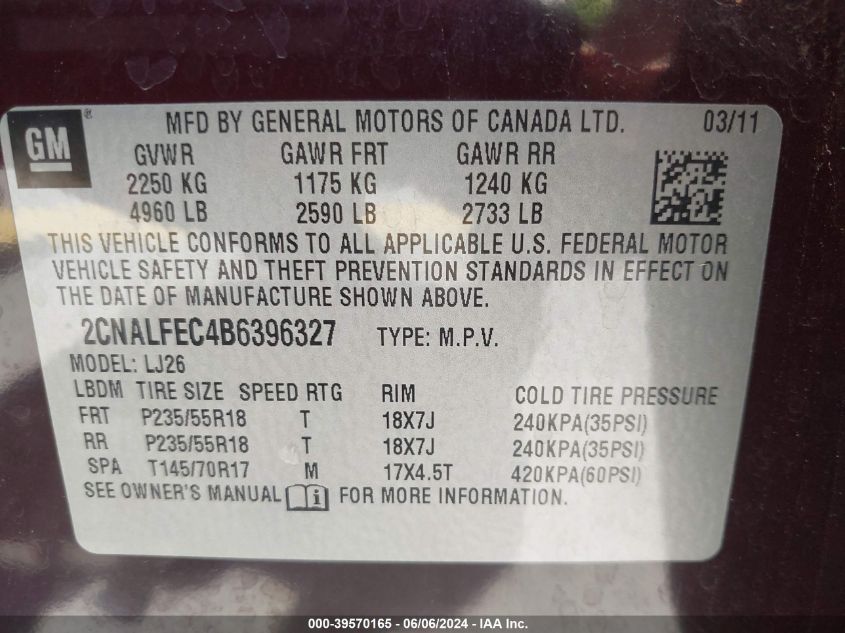 GM ®
MFD BY GENERAL MOTORS OF CANADA LTD. 03/11
GVWR GAWR FRT GAWR RR
2250 KG 1175 KG 1240 KG
4960 LB 2590 LB 2733 LB
THIS VEHICLE CONFORMS TO ALL APPLICABLE U.S. FEDERAL MOTOR
VEHICLE SAFETY AND THEFT PREVENTION STANDARDS IN EFFECT ON
THE DATE OF MANUFACTURE SHOWN ABOVE.
2CNALFEC4B6396327 TYPE: M.P.V.
MODEL: LJ26
LBDM TIRE SIZE SPEED RTG RIM COLD TIRE PRESSURE
FRT P235/55R18 T 18X7J 240KPA(35PSI)
RR P235/55R18 T 18X7J 240KPA(35PSI)
SPA T145/70R17 M 17X4.5T 420KPA(60PSI)
SEE OWNER'S MANUAL i FOR MORE INFORMATION.
000-39570165 - 06/06/2024 - IAA Inc.